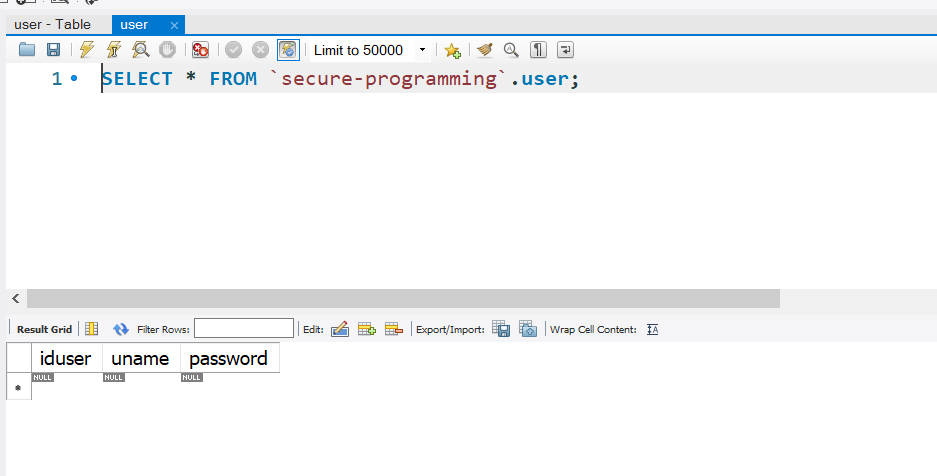 user - Table user
Limit to 50000
1 SELECT * FROM `secure-programming`.user;
Result Grid Filter Rows: Edit: Export/Import: Wrap Cell Content: IA
iduser uname password
* NULL NULL NULL